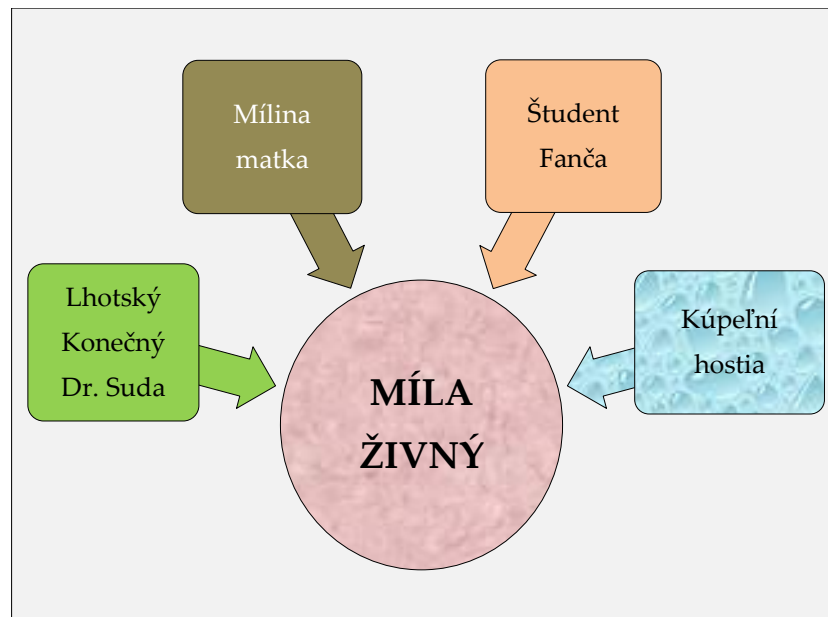 Mílina
matka
Študent
Fanča
Lhotský
Konečný
Dr. Suda
Kúpeľní
hostia
MÍLA
ŽIVNÝ